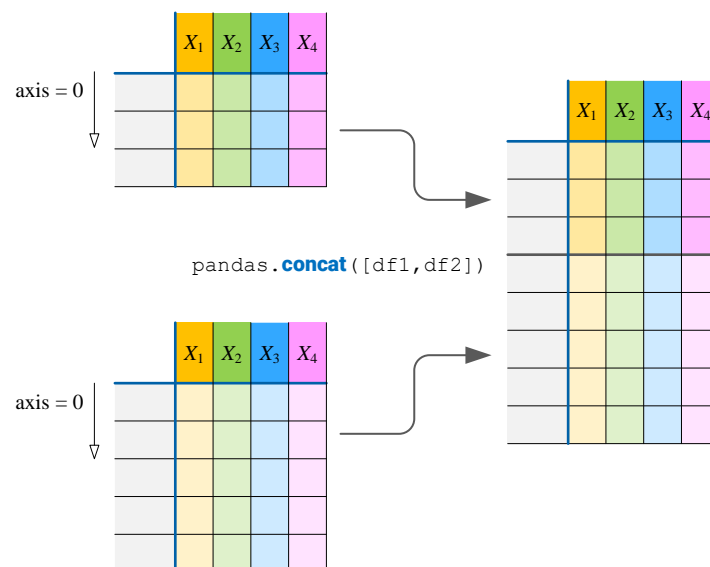 X1 X2 X3 X4
axis = 0
X1 X2 X3 X4
pandas.concat([df1,df2])
X1 X2 X3 X4
axis = 0